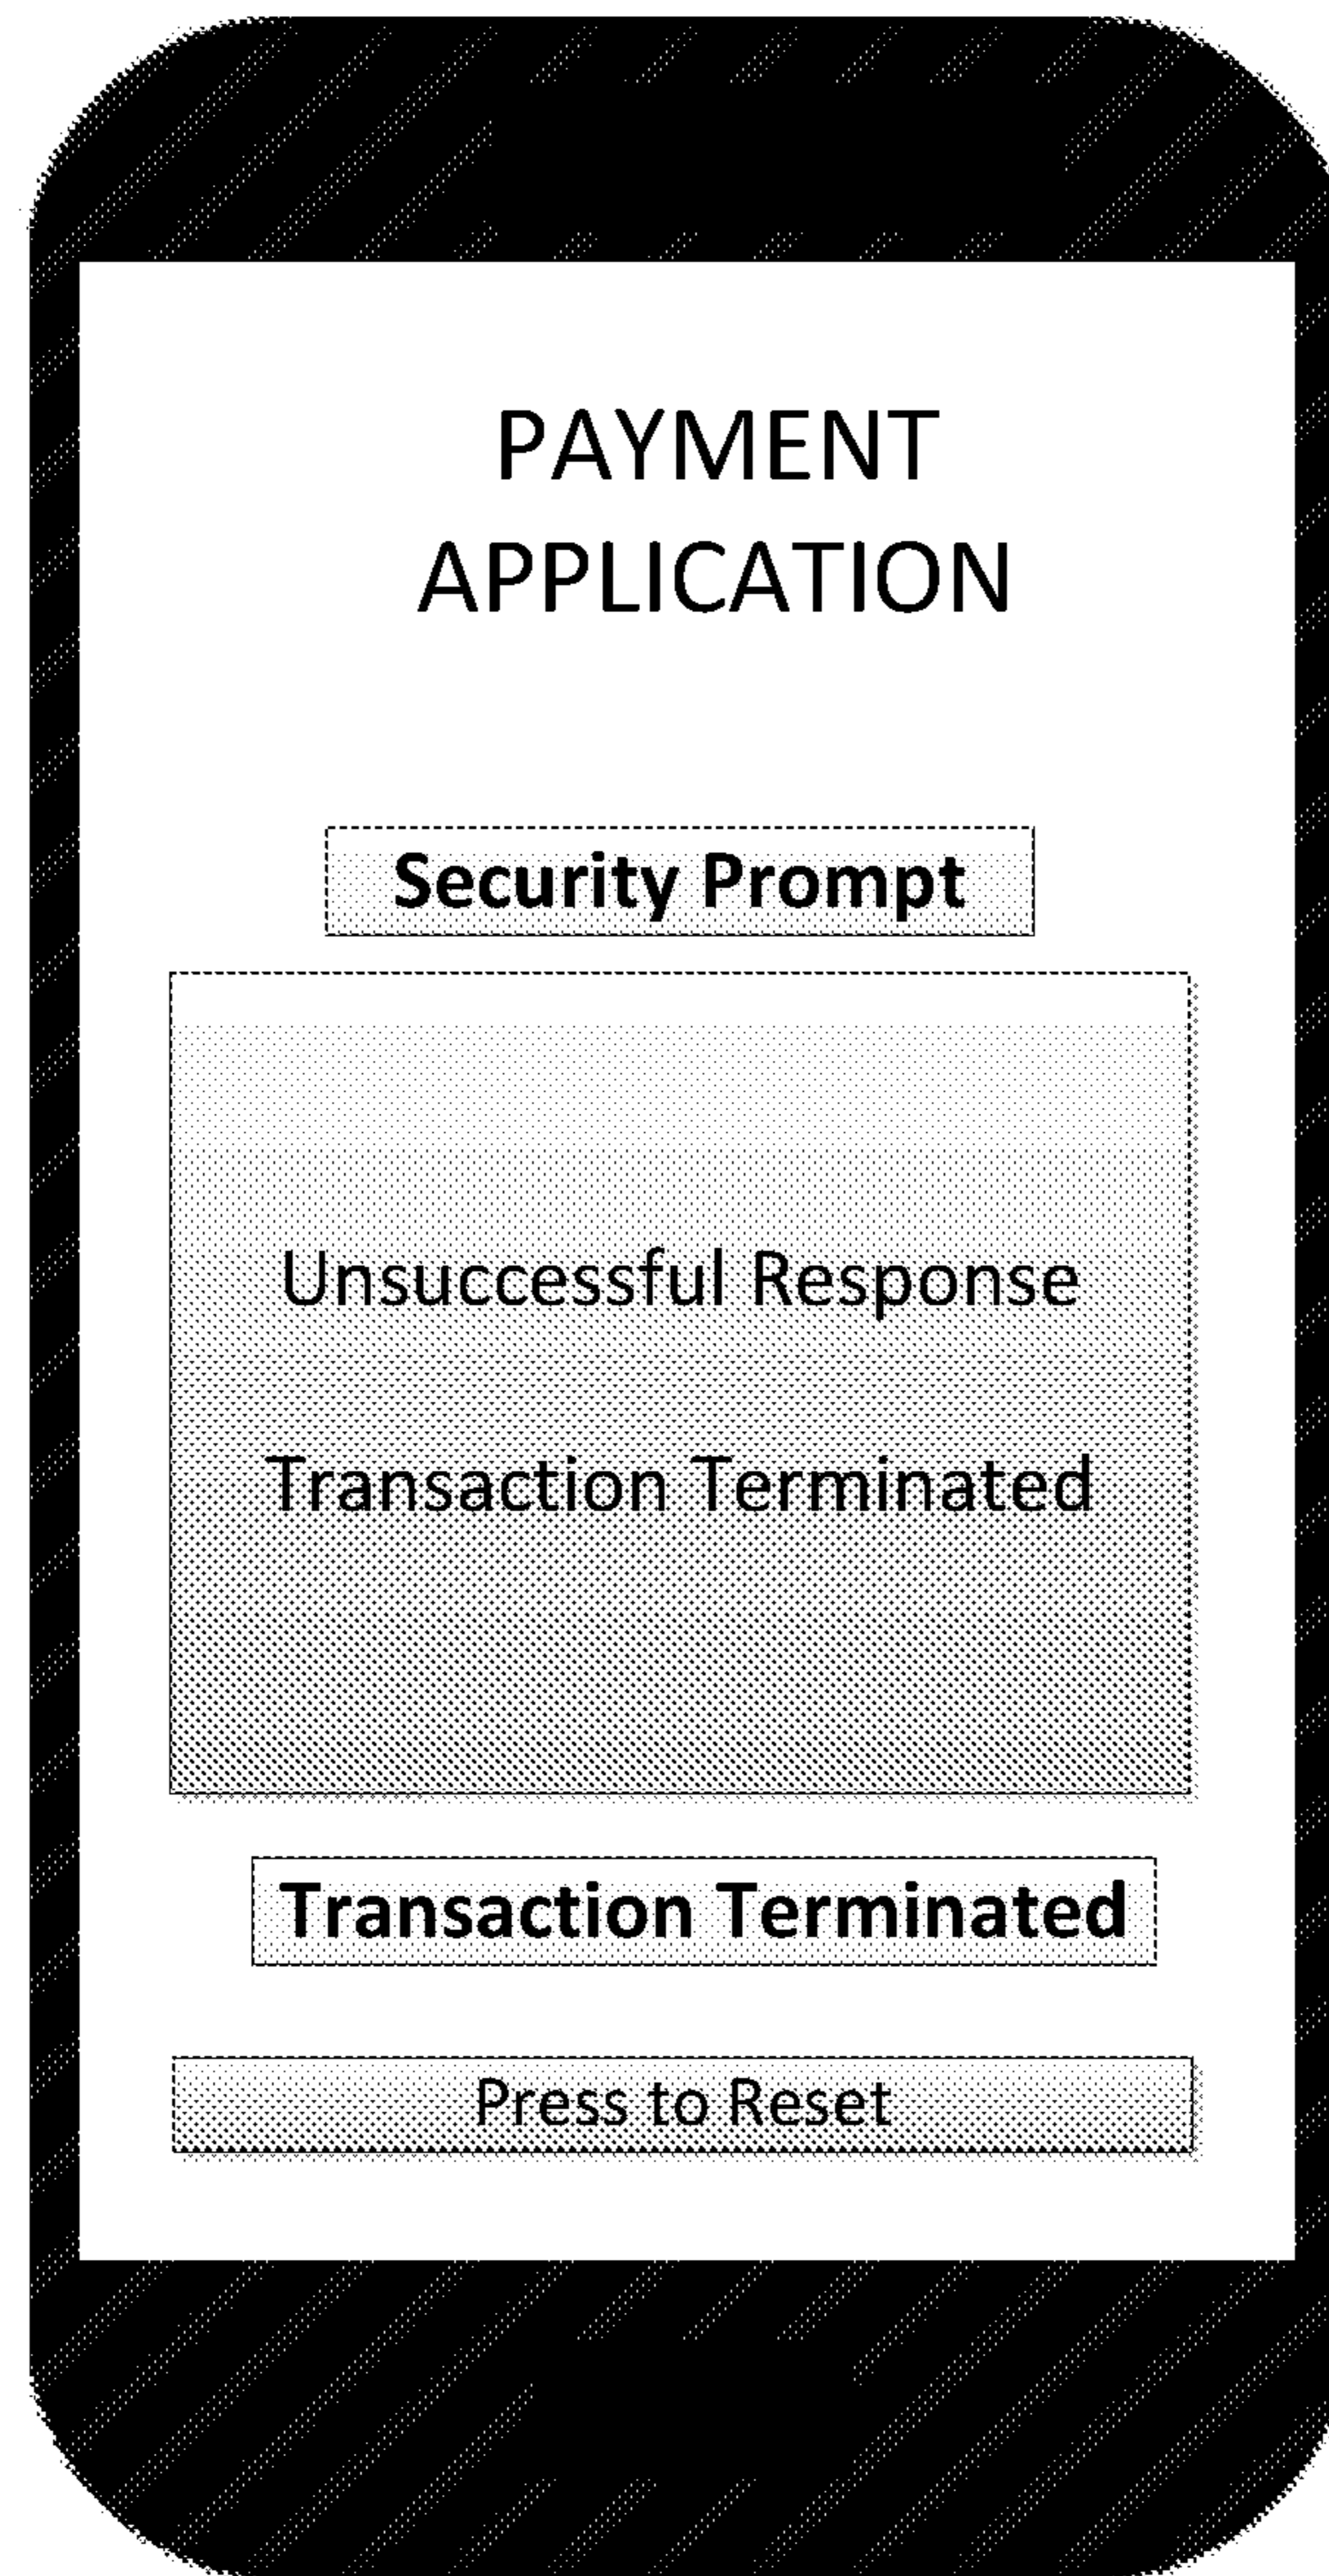 PAYMENT
APPLICATION
Security Prompt
Unsuccessful Response
Transaction Terminated
Transaction Terminated
Press to Reset